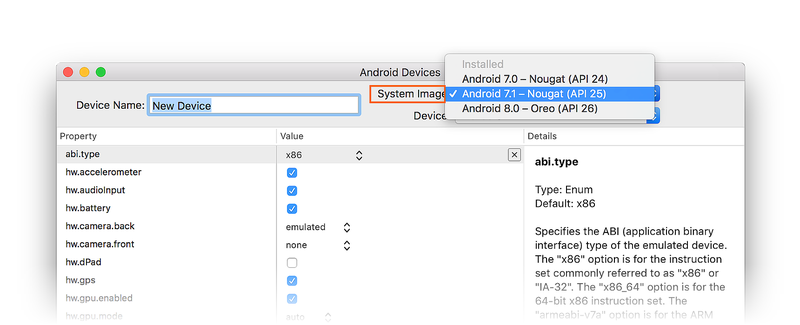 Installed
Android 7.0 – Nougat (API 24)
Android Devices
System Image
✓ Android 7.1 – Nougat (API 25)
Device Name: New Device
Android 8.0 – Oreo (API 26)
Device
Property Value Details
abi.type x86
abi.type
hw.accelerometer
hw.audioInput
Type: Enum
hw.battery
Default: x86
hw.camera.back emulated
Specifies the ABI (application binary
hw.camera.front none
interface) type of the emulated device.
hw.dPad
The "x86" option is for the instruction
set commonly referred to as "x86" or
hw.gps
"IA-32". The "x86_64" option is for the
hw.gpu.enabled
64-bit x86 instruction set. The
hw.gpu.mode auto
"armeabi-v7a" option is for the ARM